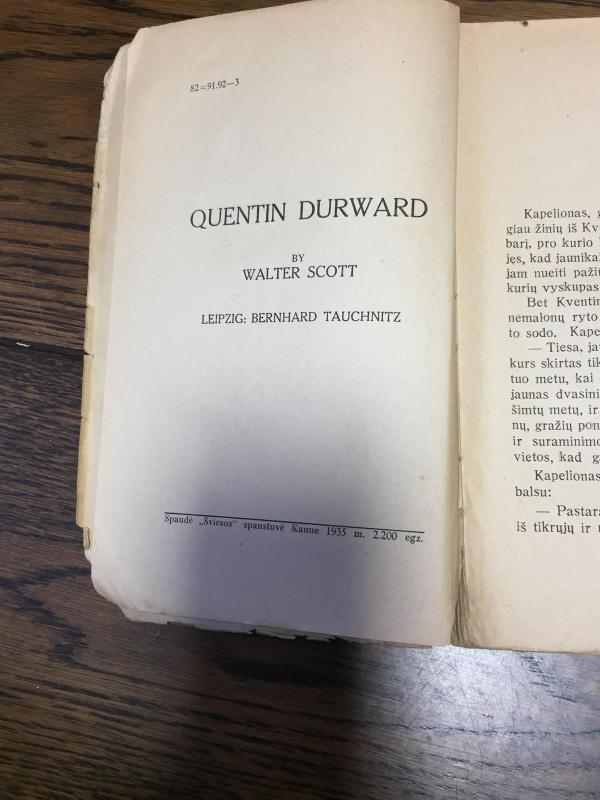 82=91.92—3
QUENTIN DURWARD
BY
WALTER SCOTT
LEIPZIG: BERNHARD TAUCHNITZ
Spaudė „Šviesos" spaustuvė Kaune 1935 m. 2.200 egz.
Kapelionas,
giau žinių iš
barį, pro kurio
jęs, kad
jam nueiti
kurių vyskupas
Bet
nemalonų ryto
to sodo.
— Tiesa,
kurs skirtas
tuo metu, kai
jaunas
šimtų metų, ir
nų, gražių
ir
vietos, kad
Kapelionas
balsu:
—
iš tikrųjų ir